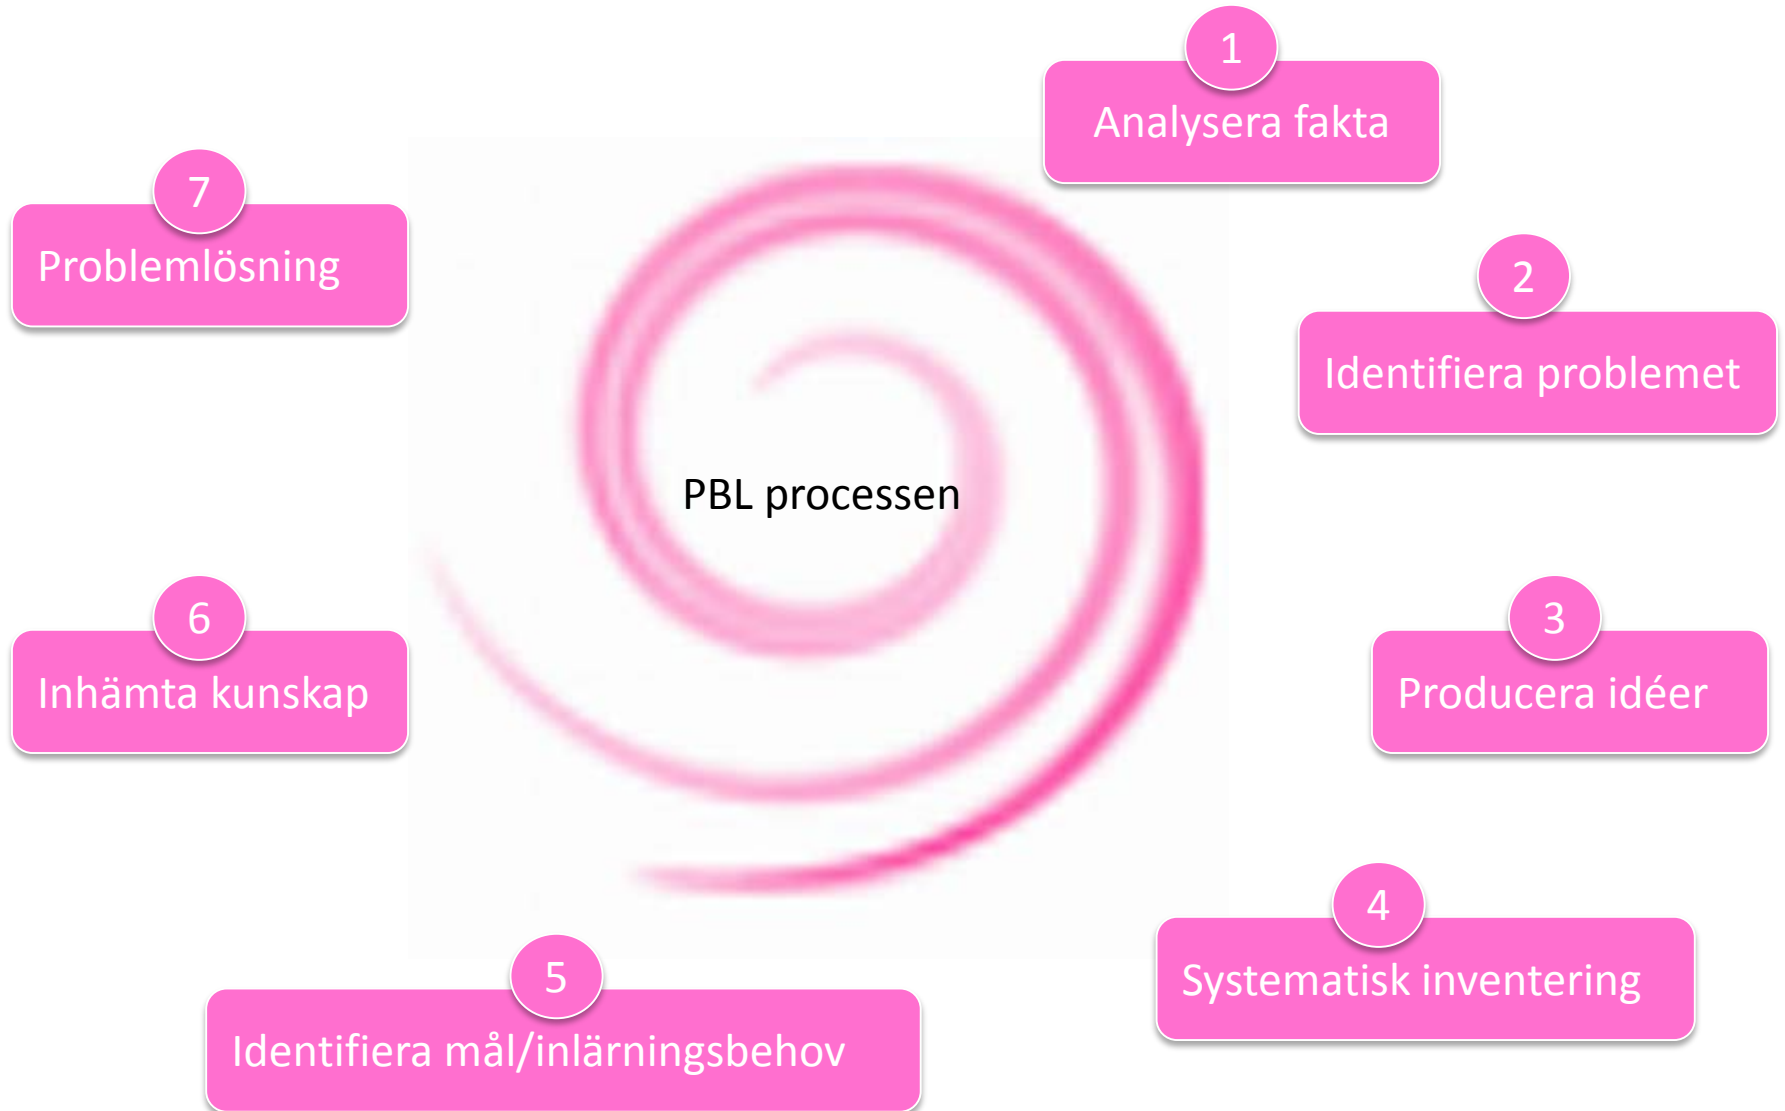 1
Analysera fakta
2
Identifiera problemet
3
Producera idéer
4
Systematisk inventering
5
Identifiera mål/inlärningsbehov
6
Inhämta kunskap
7
Problemlösning
PBL processen